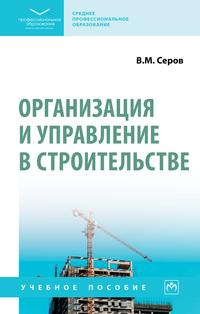 профессиональное
образование
СРЕДНЕЕ
ПРОФЕССИОНАЛЬНОЕ
ОБРАЗОВАНИЕ
В.М. Серов
ОРГАНИЗАЦИЯ
И УПРАВЛЕНИЕ
В СТРОИТЕЛЬСТВЕ
УЧЕБНОЕ ПОСОБИЕ